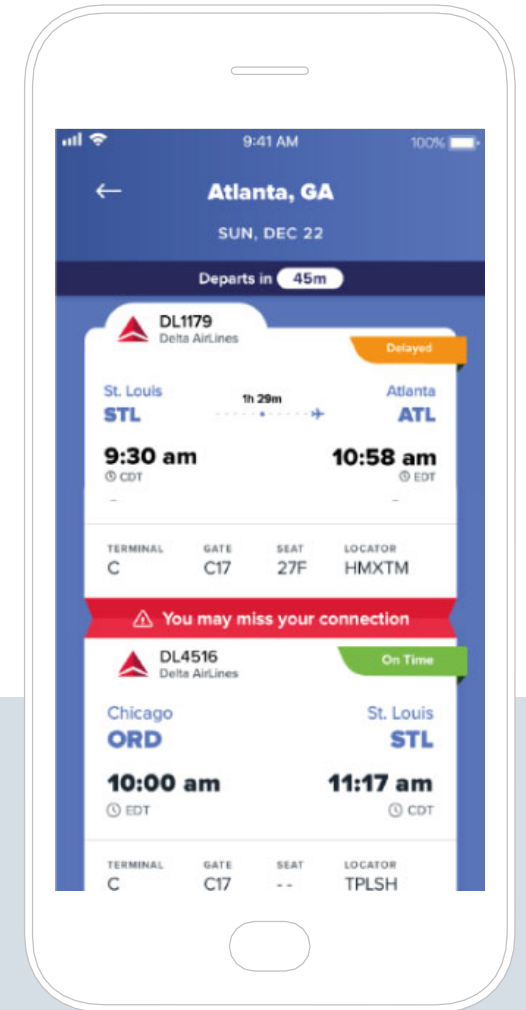 9:41 AM 100%
Atlanta, GA
SUN, DEC 22
Departs in 45m
DL1179
Delta AirLines
Delayed
St. Louis 1h 29m Atlanta
STL ATL
9:30 am 10:58 am
CDT EDT
- -
TERMINAL GATE SEAT LOCATOR
C C17 27F HMXTM
You may miss your connection
DL4516 On Time
Delta AirLines
Chicago St. Louis
ORD STL
10:00 am 11:17 am
EDT CDT
TERMINAL GATE SEAT LOCATOR
C C17 -- TPLSH